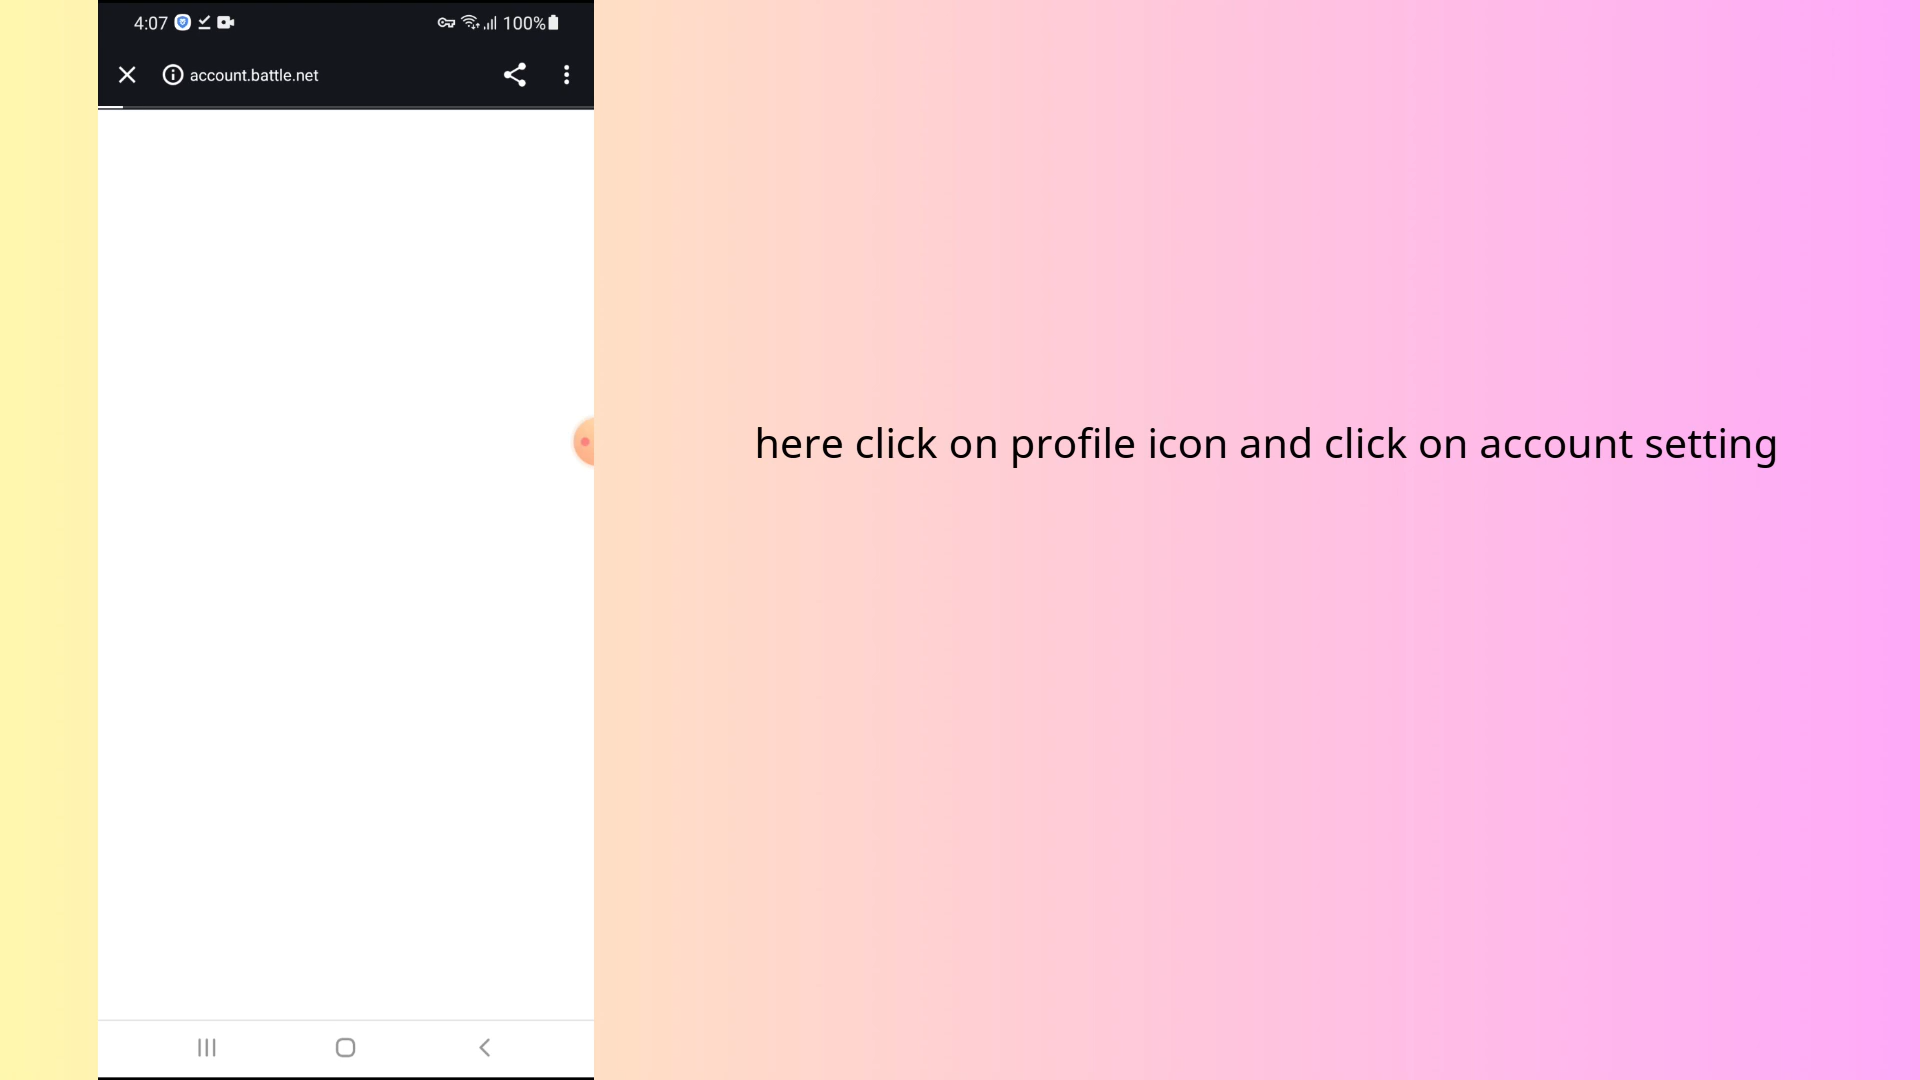 4:07
100%
account.battle.net
here click on profile icon and click on account setting